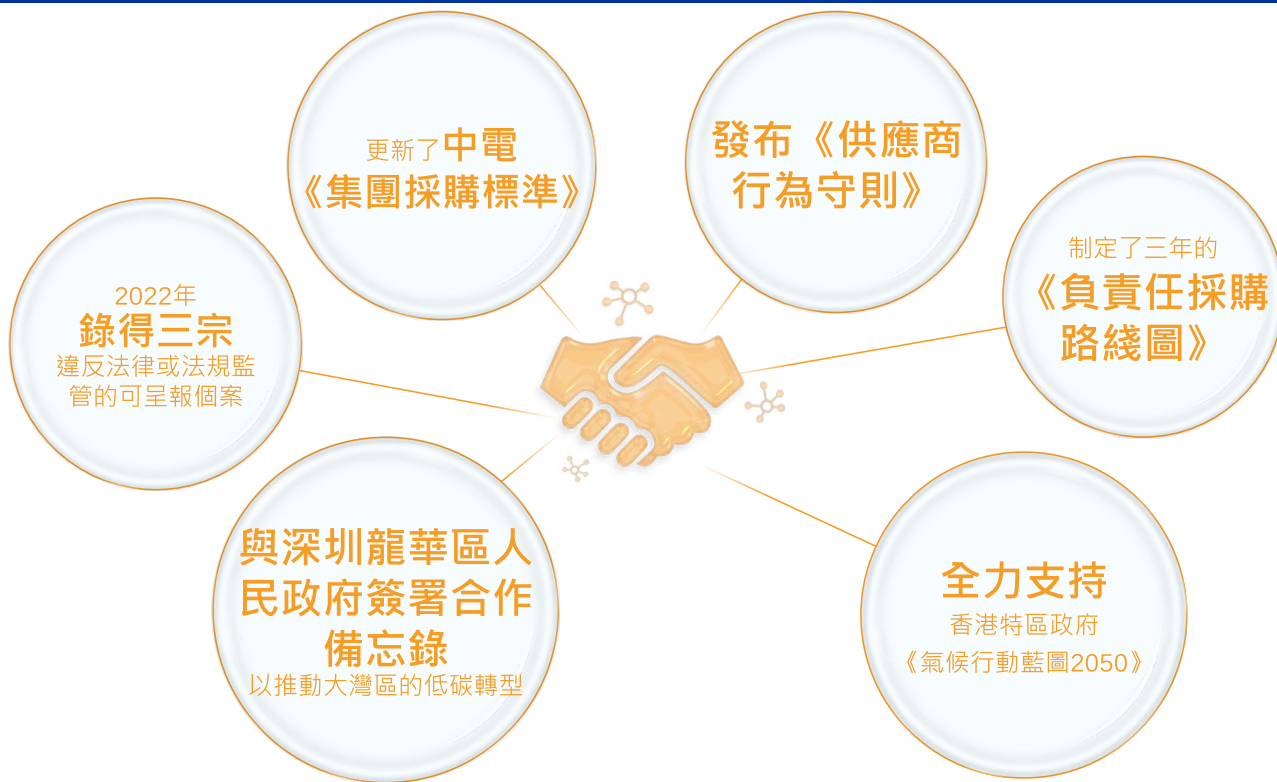 更新了中電
《集團採購標準》
發布《供應商
行為守則》
制定了三年的
《負責任採購
路綫圖》
2022年
錄得三宗
違反法律或法規監
管的可呈報個案
與深圳龍華區人
民政府簽署合作
備忘錄
以推動大灣區的低碳轉型
全力支持
香港特區政府
《氣候行動藍圖2050》